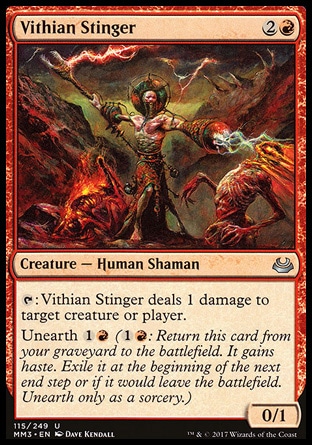 Vithian Stinger 2R
Creature — Human Shaman
: Vithian Stinger deals 1 damage to
target creature or player.
Unearth 1R (1R: Return this card from
your graveyard to the battlefield. It gains
haste. Exile it at the beginning of the next
end step or if it would leave the battlefield.
Unearth only as a sorcery.)
0/1
115/249 U
MM3 • EN Dave Kendall
™ & © 2017 Wizards of the Coast